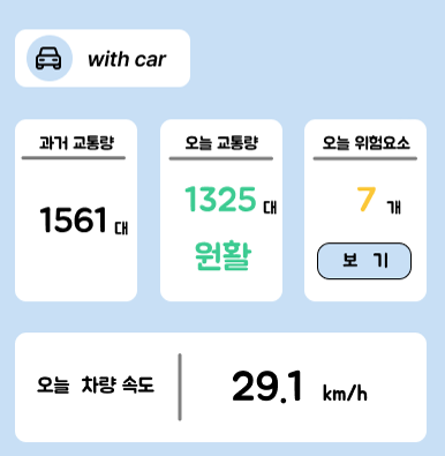 with car
과거 교통량
1561 대
오늘 교통량
1325 대
원활
오늘 위험요소
7 개
보 기
오늘 차량 속도
29.1 km/h